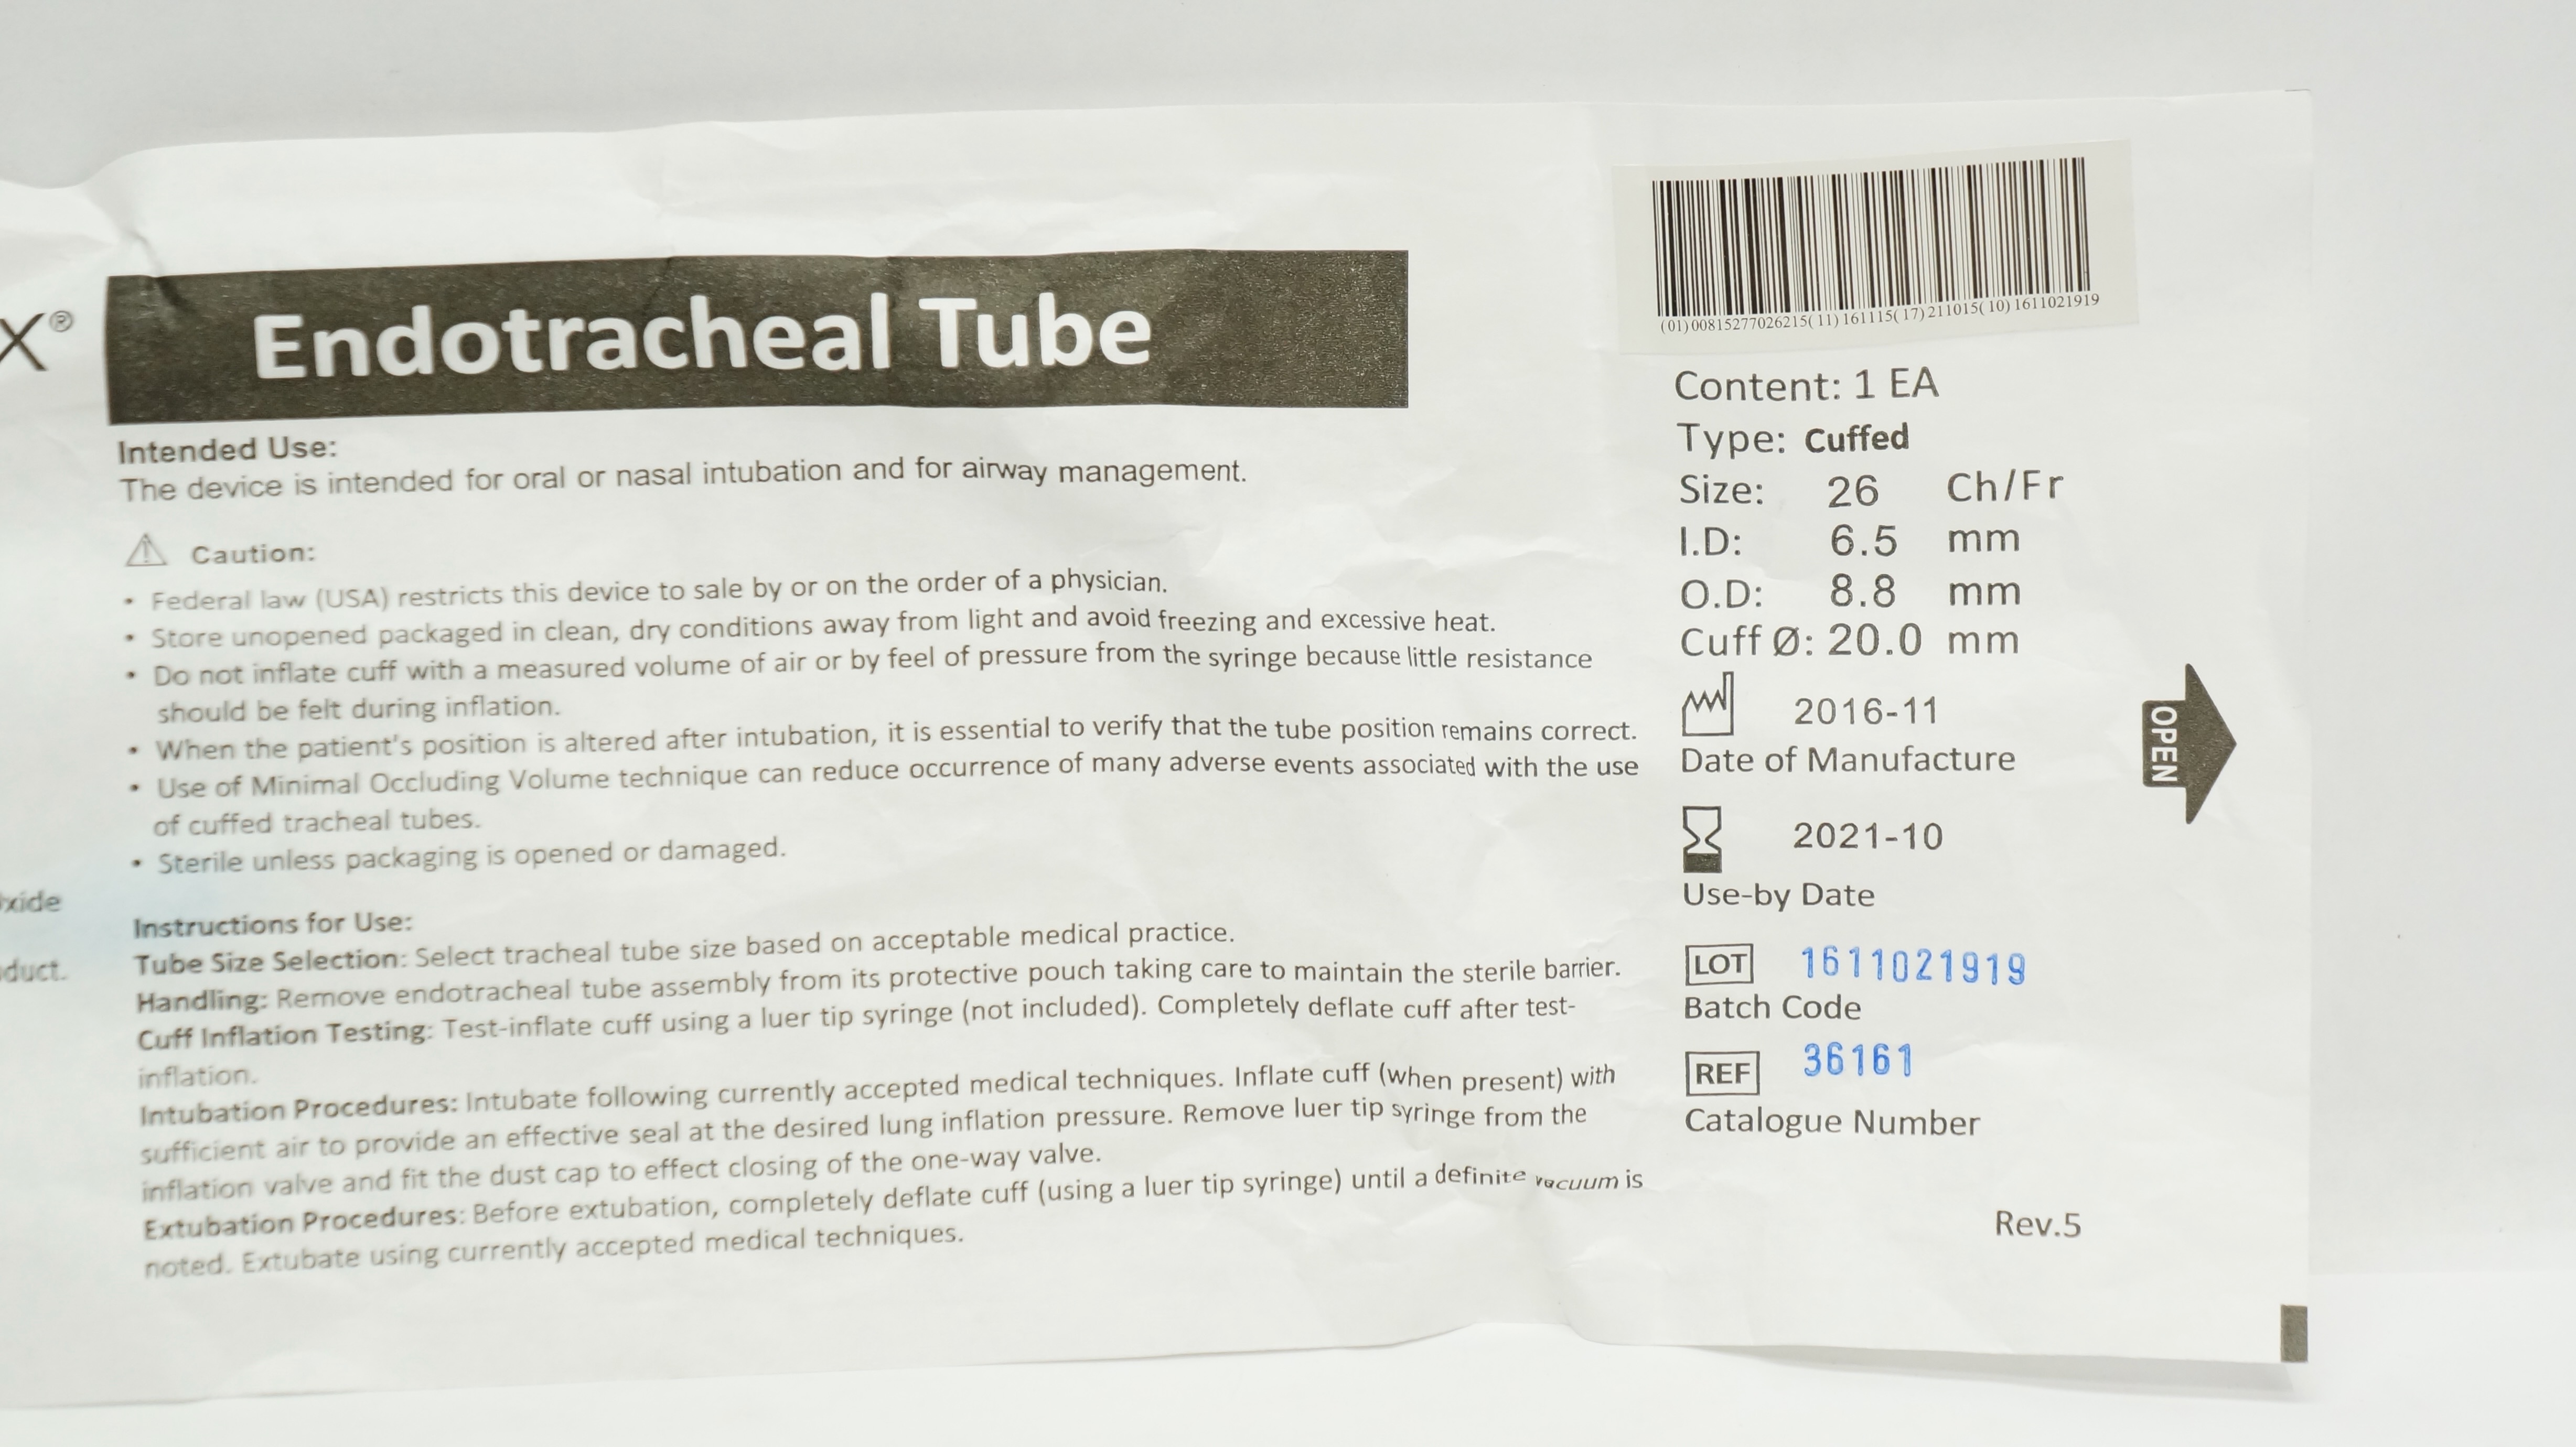 X®
Endotracheal Tube
Intended Use:
The device is intended for oral or nasal intubation and for airway management.
Caution:
• Federal law (USA) restricts this device to sale by or on the order of a physician.
• Store unopened packaged in clean, dry conditions away from light and avoid freezing and excessive heat.
• Do not inflate cuff with a measured volume of air or by feel of pressure from the syringe because little resistance
should be felt during inflation.
• When the patient's position is altered after intubation, it is essential to verify that the tube position remains correct.
• Use of Minimal Occluding Volume technique can reduce occurrence of many adverse events associated with the use
of cuffed tracheal tubes.
• Sterile unless packaging is opened or damaged.
xide
duct.
Instructions for Use:
Tube Size Selection: Select tracheal tube size based on acceptable medical practice.
Handling: Remove endotracheal tube assembly from its protective pouch taking care to maintain the sterile barrier.
Cuff Inflation Testing: Test-inflate cuff using a luer tip syringe (not included). Completely deflate cuff after test-
inflation.
Intubation Procedures: Intubate following currently accepted medical techniques. Inflate cuff (when present) with
sufficient air to provide an effective seal at the desired lung inflation pressure. Remove luer tip syringe from the
inflation valve and fit the dust cap to effect closing of the one-way valve.
Extubation Procedures: Before extubation, completely deflate cuff (using a luer tip syringe) until a definite vacuum is
noted. Extubate using currently accepted medical techniques.
(01)00815277026215(11)161115(17)211015(10)1611021919
Content: 1 EA
Type: Cuffed
Size: 26 Ch/Fr
I.D: 6.5 mm
O.D: 8.8 mm
Cuff Ø: 20.0 mm
2016-11
Date of Manufacture
2021-10
Use-by Date
LOT 1611021919
Batch Code
REF 36161
Catalogue Number
Rev.5
OPEN